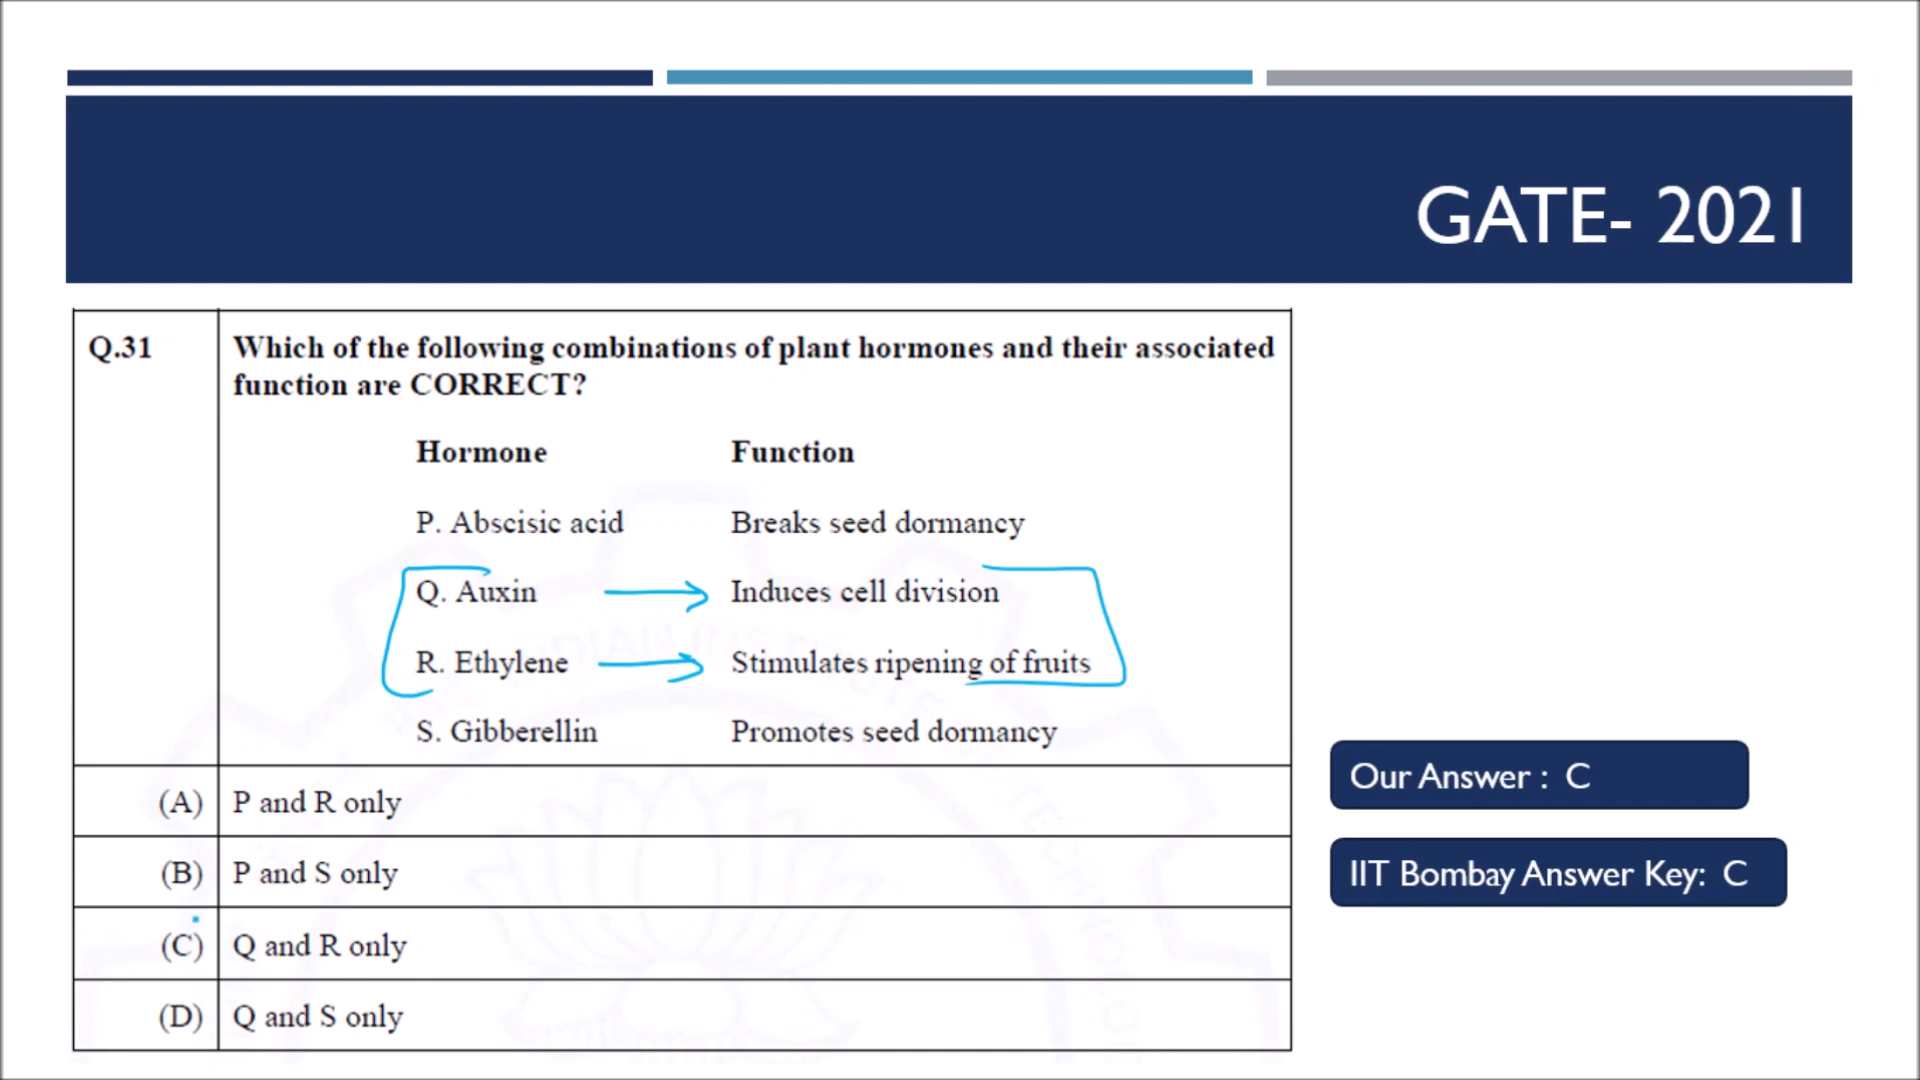 GATE- 2021
Q.31 Which of the following combinations of plant hormones and their associated
function are CORRECT?
Hormone Function
P. Abscisic acid Breaks seed dormancy
Q. Auxin Induces cell division
R. Ethylene Stimulates ripening of fruits
S. Gibberellin Promotes seed dormancy
(A) P and R only
(B) P and S only
(C) Q and R only
(D) Q and S only
Our Answer : C
IIT Bombay Answer Key: C